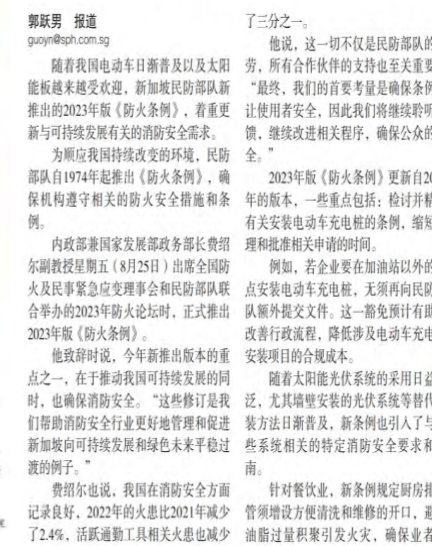 郭跃男 报道
guoyn@sph.com.sg
随着我国电动车日渐普及以及太阳
能板越来越受欢迎，新加坡民防部队新
推出的2023年版《防火条例》，着重更
新与可持续发展有关的消防安全需求。
为顺应我国持续改变的环境，民防
部队自1974年起推出《防火条例》，确
保机构遵守相关的防火安全措施和条
例。
内政部兼国家发展部政务部长费绍
尔副教授星期五（8月25日）出席全国防
火及民事紧急应变理事会和民防部队联
合举办的2023年防火论坛时，正式推出
2023年版《防火条例》。
他致辞时说，今年新推出版本的重
点之一，在于推动我国可持续发展的同
时，也确保消防安全。“这些修订是我
们帮助消防安全行业更好地管理和促进
新加坡向可持续发展和绿色未来平稳过
渡的例子。”
费绍尔也说，我国在消防安全方面
记录良好，2022年的火患比2021年减少
了2.4%，活跃通勤工具相关火患也减少
了三分之一。
他说，这一切不仅是民防部队的
劳，所有合作伙伴的支持也至关重要
“最终，我们的首要考量是确保条例
让使用者安全，因此我们将继续聆听
馈，继续改进相关程序，确保公众的
全。”
2023年版《防火条例》更新自20
年的版本，一些重点包括：检讨并精
有关安装电动车充电桩的条例，缩短
理和批准相关申请的时间。
例如，若企业要在加油站以外的
点安装电动车充电桩，无须再向民防
队额外提交文件。这一豁免预计有助
改善行政流程，降低涉及电动车充电
安装项目的合规成本。
随着太阳能光伏系统的采用日益
泛，尤其墙壁安装的光伏系统等替代
装方法日渐普及，新条例也引入了与
些系统相关的特定消防安全要求和
南。
针对餐饮业，新条例规定厨房排
管须增设方便清洗和维修的开口，避
油脂过量积聚引发火灾，确保业者